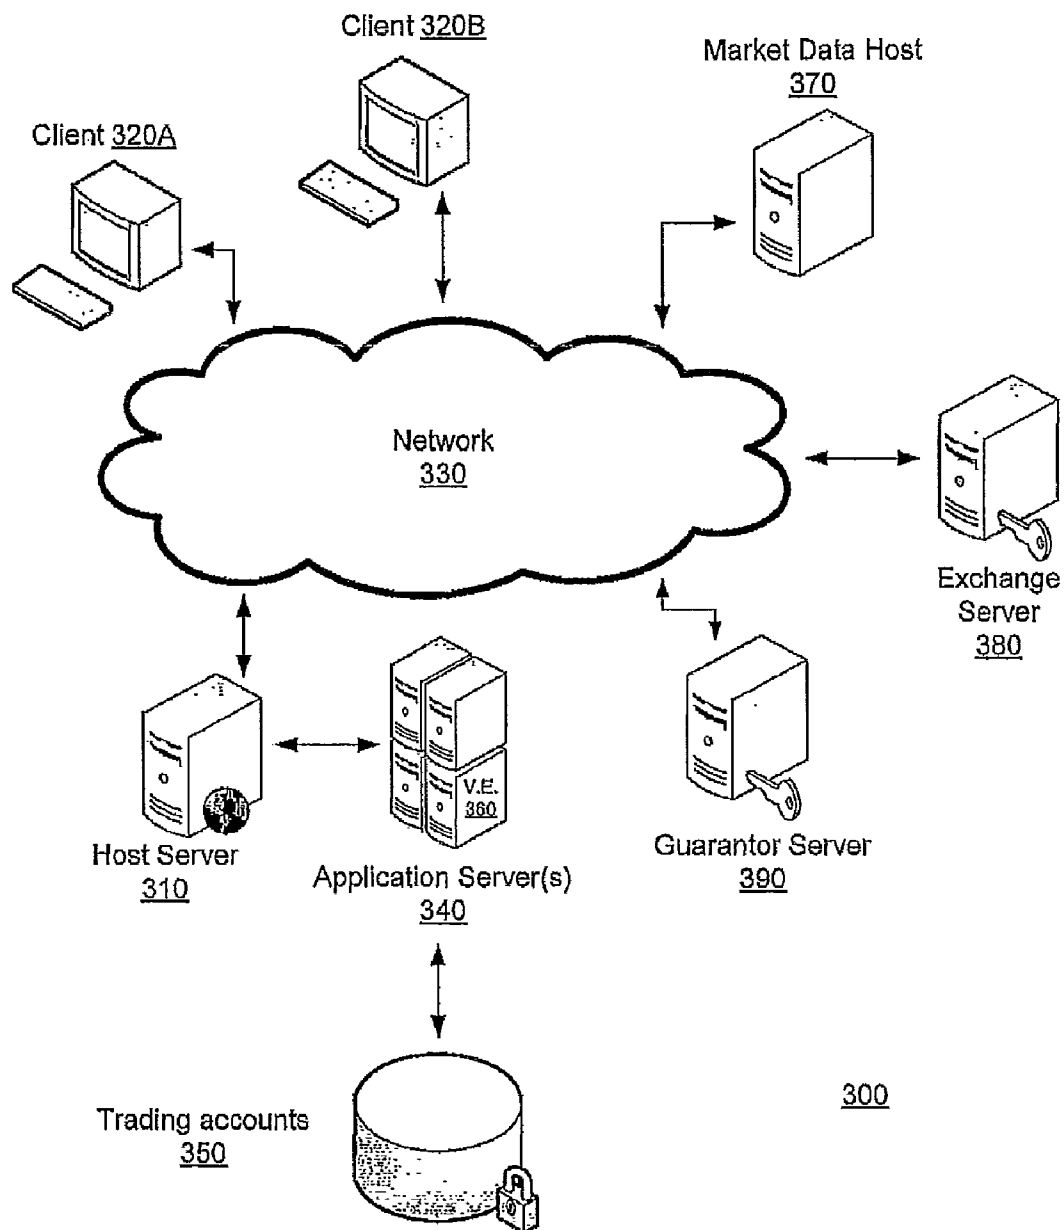 Client 320B
Market Data Host
370
Client 320A
Network
330
Exchange
Server
380
V.E.
360
Host Server
310
Application Server(s)
340
Guarantor Server
390
Trading accounts
350
300